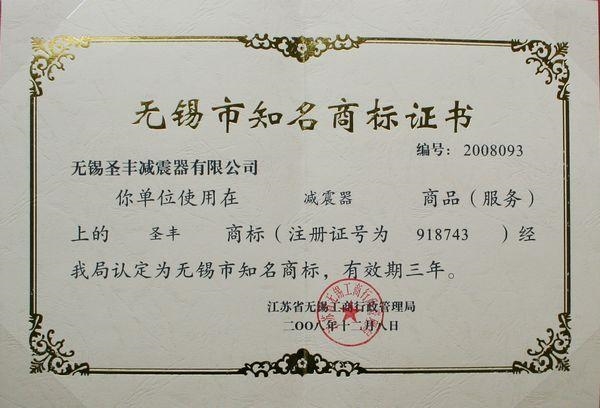 无锡市知名商标证书
编号：2008093
无锡圣丰减震器有限公司
你单位使用在 减震器 商品（服务）
上的 圣丰 商标（注册证号为 918743 ）经
我局认定为无锡市知名商标，有效期三年。
江苏省无锡工商行政管理局
二〇〇八年十二月八日